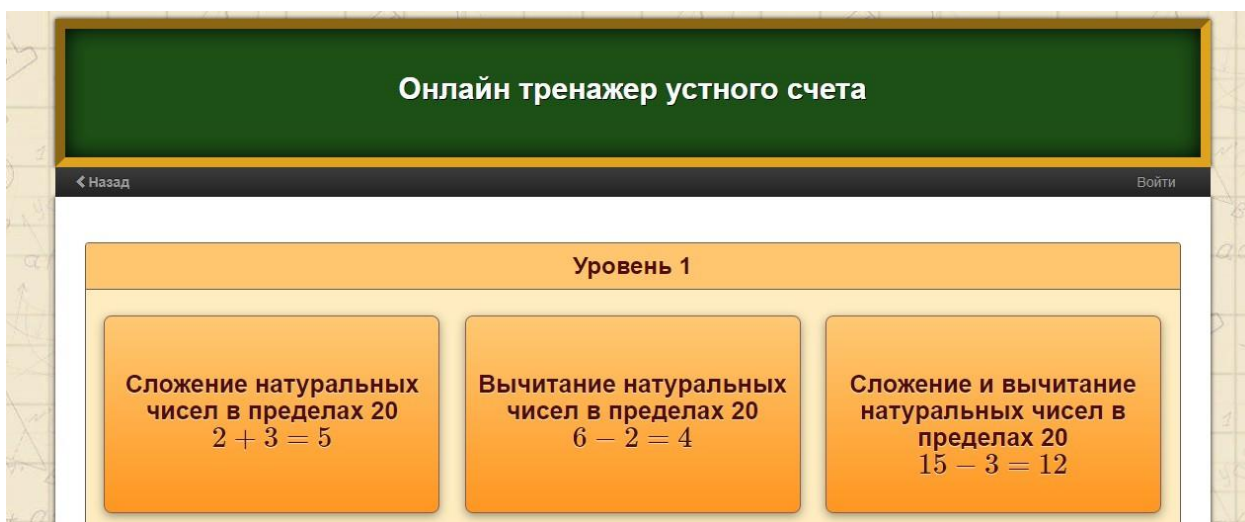 Онлайн тренажер устного счета
Назад
Войти
Уровень 1
Сложение натуральных
чисел в пределах 20
2 + 3 = 5
Вычитание натуральных
чисел в пределах 20
6 − 2 = 4
Сложение и вычитание
натуральных чисел в
пределах 20
15 − 3 = 12